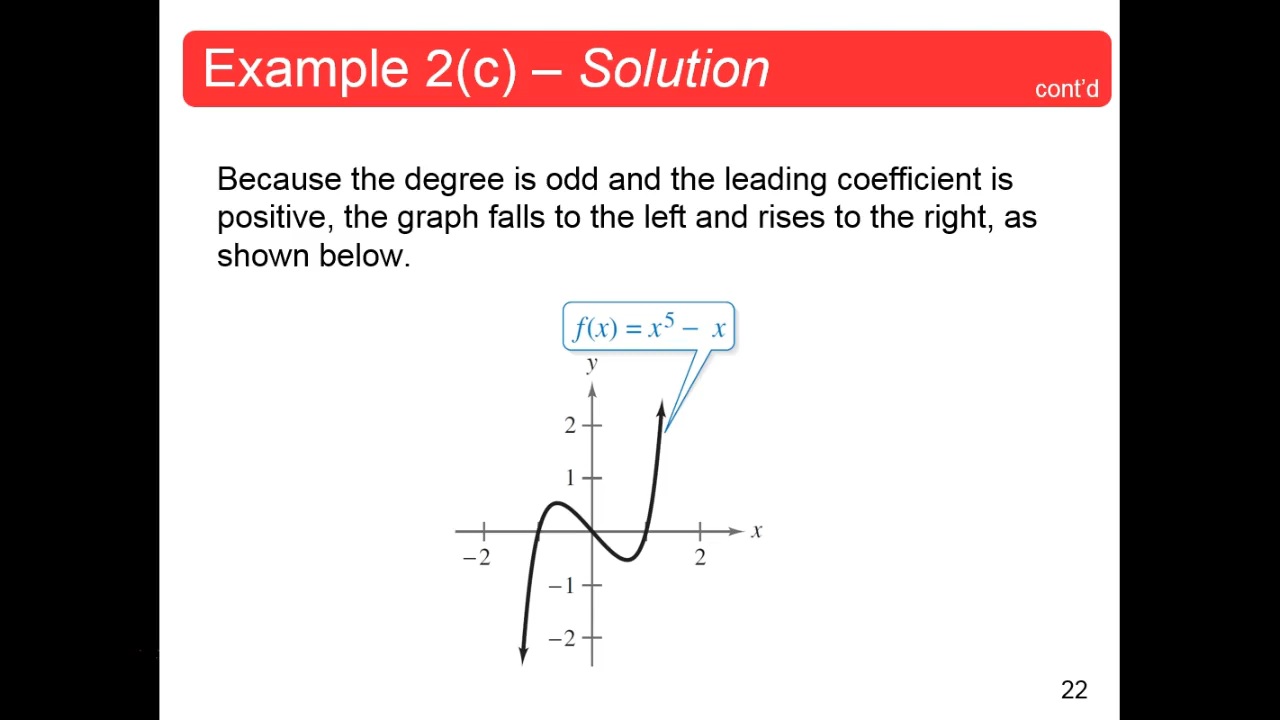 Example 2(c) – Solution
cont’d
Because the degree is odd and the leading coefficient is
positive, the graph falls to the left and rises to the right, as
shown below.
f(x) = x⁵ − x
y
2
1
x
−2
2
−1
−2
22